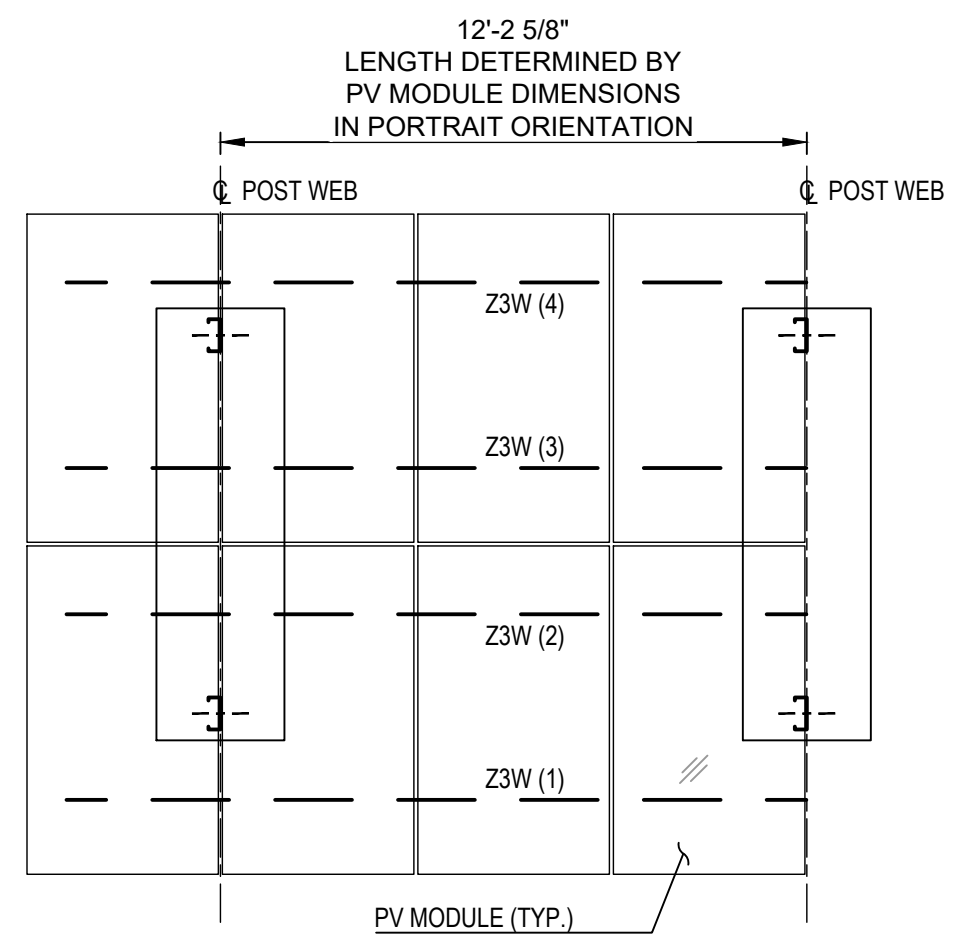 12'-2 5/8"
LENGTH DETERMINED BY
PV MODULE DIMENSIONS
IN PORTRAIT ORIENTATION
℄ POST WEB
℄ POST WEB
Z3W (4)
Z3W (3)
Z3W (2)
Z3W (1)
PV MODULE (TYP.)